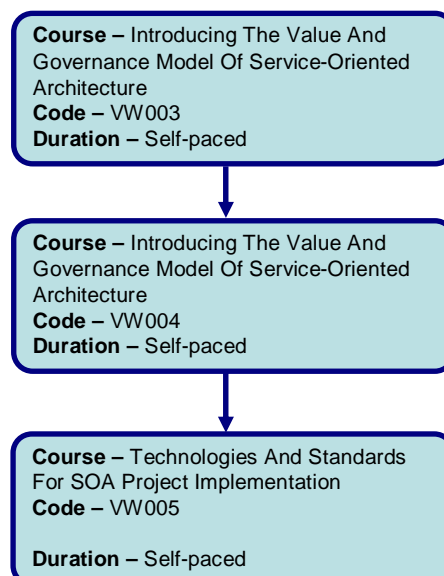 Course – Introducing The Value And
Governance Model Of Service-Oriented
Architecture
Code – VW003
Duration – Self-paced
Course – Introducing The Value And
Governance Model Of Service-Oriented
Architecture
Code – VW004
Duration – Self-paced
Course – Technologies And Standards
For SOA Project Implementation
Code – VW005
Duration – Self-paced